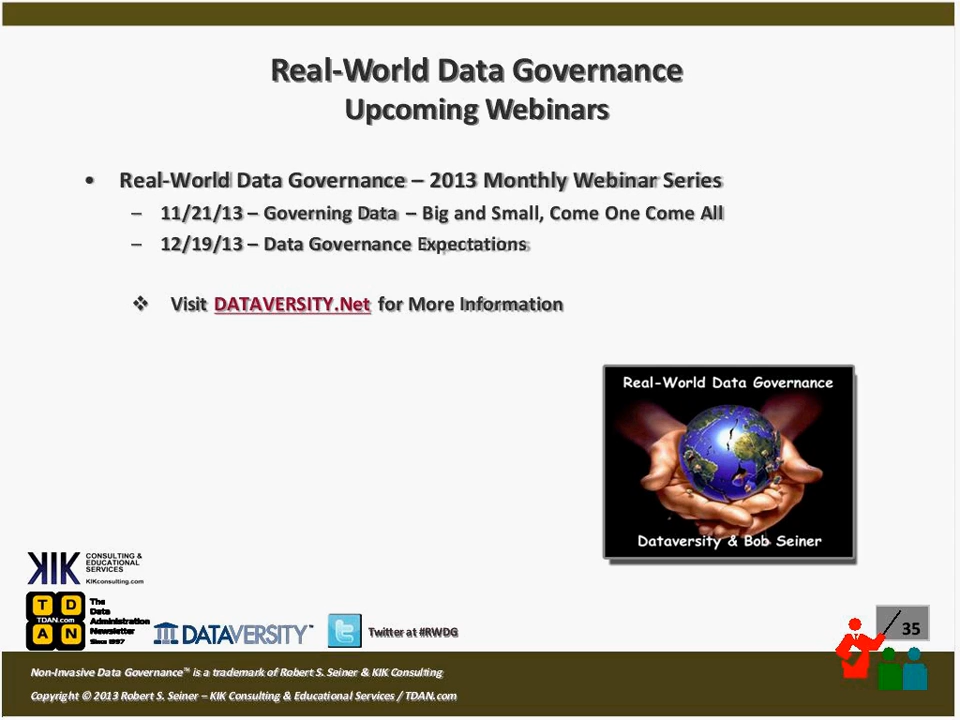 Real-World Data Governance
Upcoming Webinars
• Real-World Data Governance – 2013 Monthly Webinar Series
– 11/21/13 – Governing Data – Big and Small, Come One Come All
– 12/19/13 – Data Governance Expectations
❖ Visit DATAVERSITY.Net for More Information
Real-World Data Governance
Dataversity & Bob Seiner
KIK CONSULTING & EDUCATIONAL SERVICES
KIKconsulting.com
T D
TDAN.com
A N
The
Data
Administration
Newsletter
Since 1997
DATAVERSITY™
Twitter at #RWDG
35
Non-Invasive Data Governance™ is a trademark of Robert S. Seiner & KIK Consulting
Copyright © 2013 Robert S. Seiner – KIK Consulting & Educational Services / TDAN.com